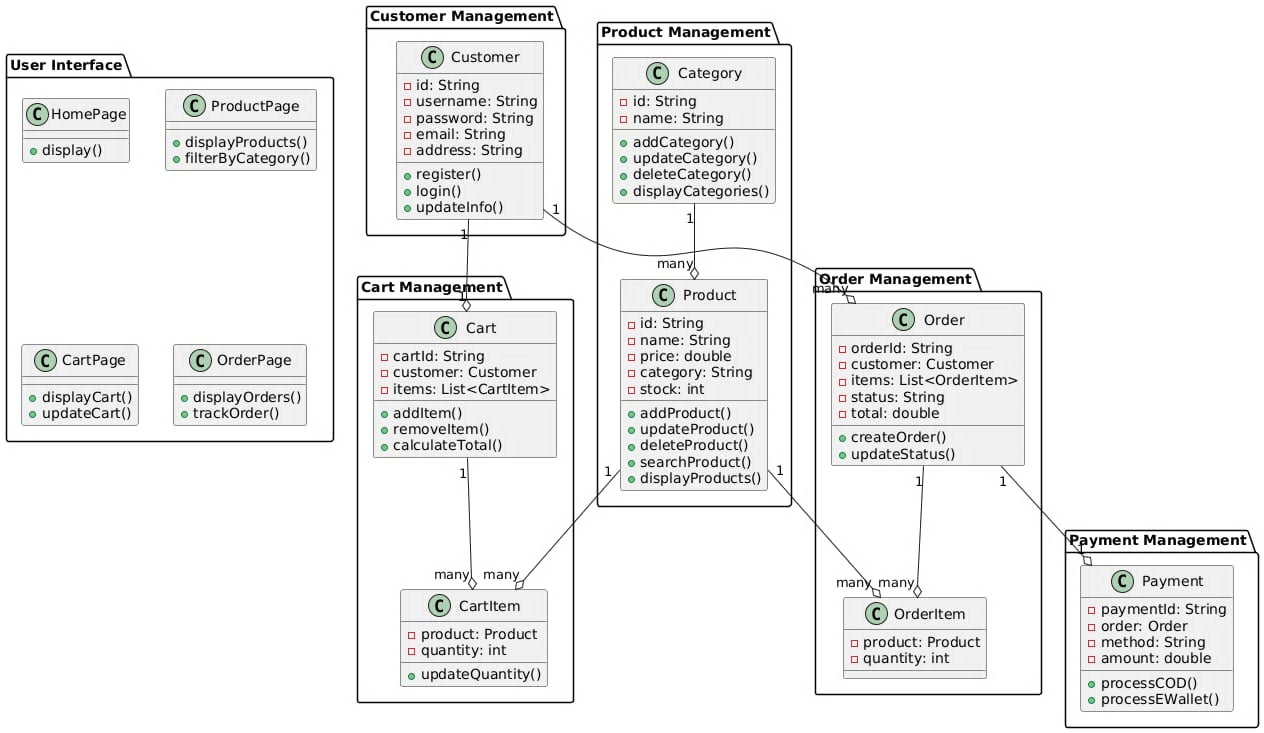 User Interface
C HomePage
display()
C ProductPage
displayProducts()
filterByCategory()
C CartPage
displayCart()
updateCart()
C OrderPage
displayOrders()
trackOrder()
Customer Management
C Customer
id: String
username: String
password: String
email: String
address: String
register()
login()
updateInfo()
1
1
Cart Management
1
C Cart
cartId: String
customer: Customer
items: List<CartItem>
addItem()
removeItem()
calculateTotal()
1
many
many
C CartItem
product: Product
quantity: int
updateQuantity()
Product Management
C Category
id: String
name: String
addCategory()
updateCategory()
deleteCategory()
displayCategories()
1
many
C Product
id: String
name: String
price: double
category: String
stock: int
addProduct()
updateProduct()
deleteProduct()
searchProduct()
displayProducts()
1
1
Order Management
many
C Order
orderId: String
customer: Customer
items: List<OrderItem>
status: String
total: double
createOrder()
updateStatus()
1
1
many
many
C OrderItem
product: Product
quantity: int
Payment Management
1
C Payment
paymentId: String
order: Order
method: String
amount: double
processCOD()
processEWallet()